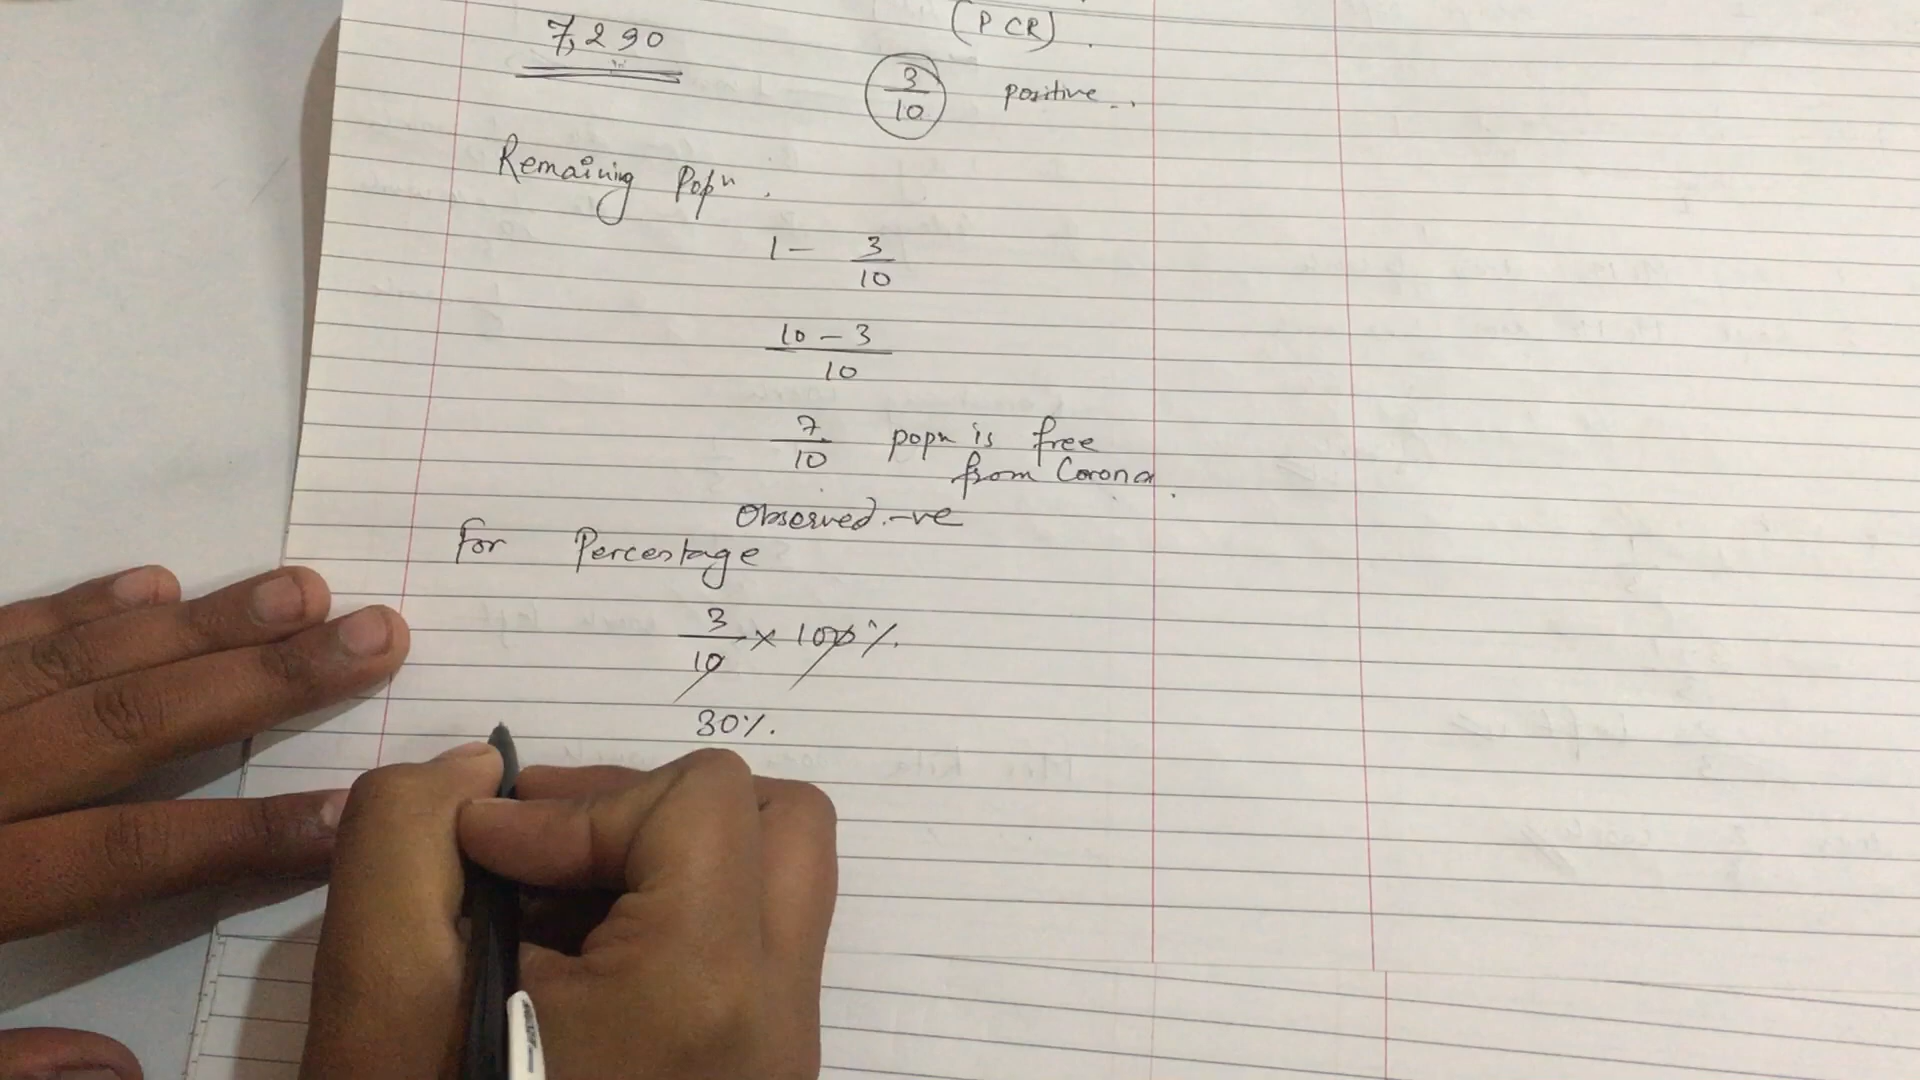 (PCR).
7,290
3/10 positive..
Remaining Popn.
1 - 3/10
10 - 3
10
7/10 popn is free
from Corona.
Observed -ve
For Percentage
3/10 × 100%.
30%.